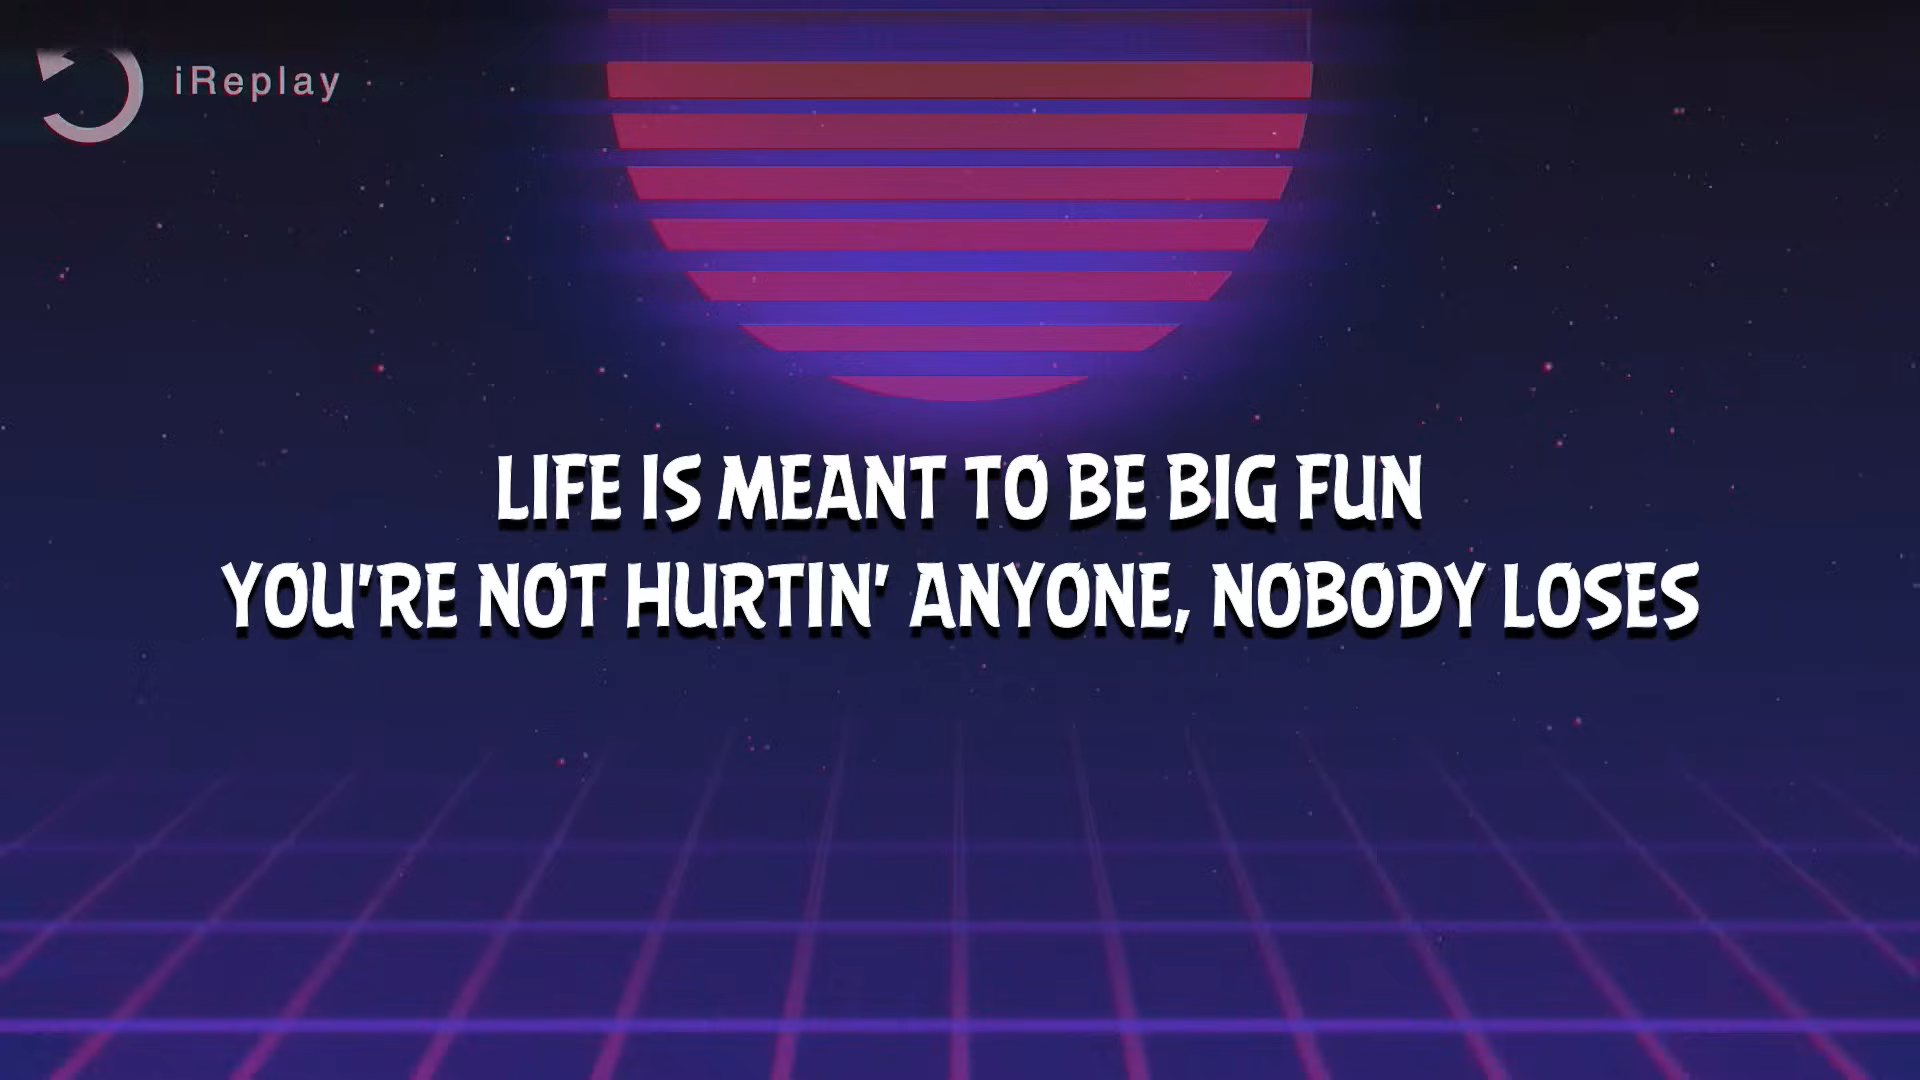 iReplay
LIFE IS MEANT TO BE BIG FUN
YOU'RE NOT HURTIN' ANYONE, NOBODY LOSES